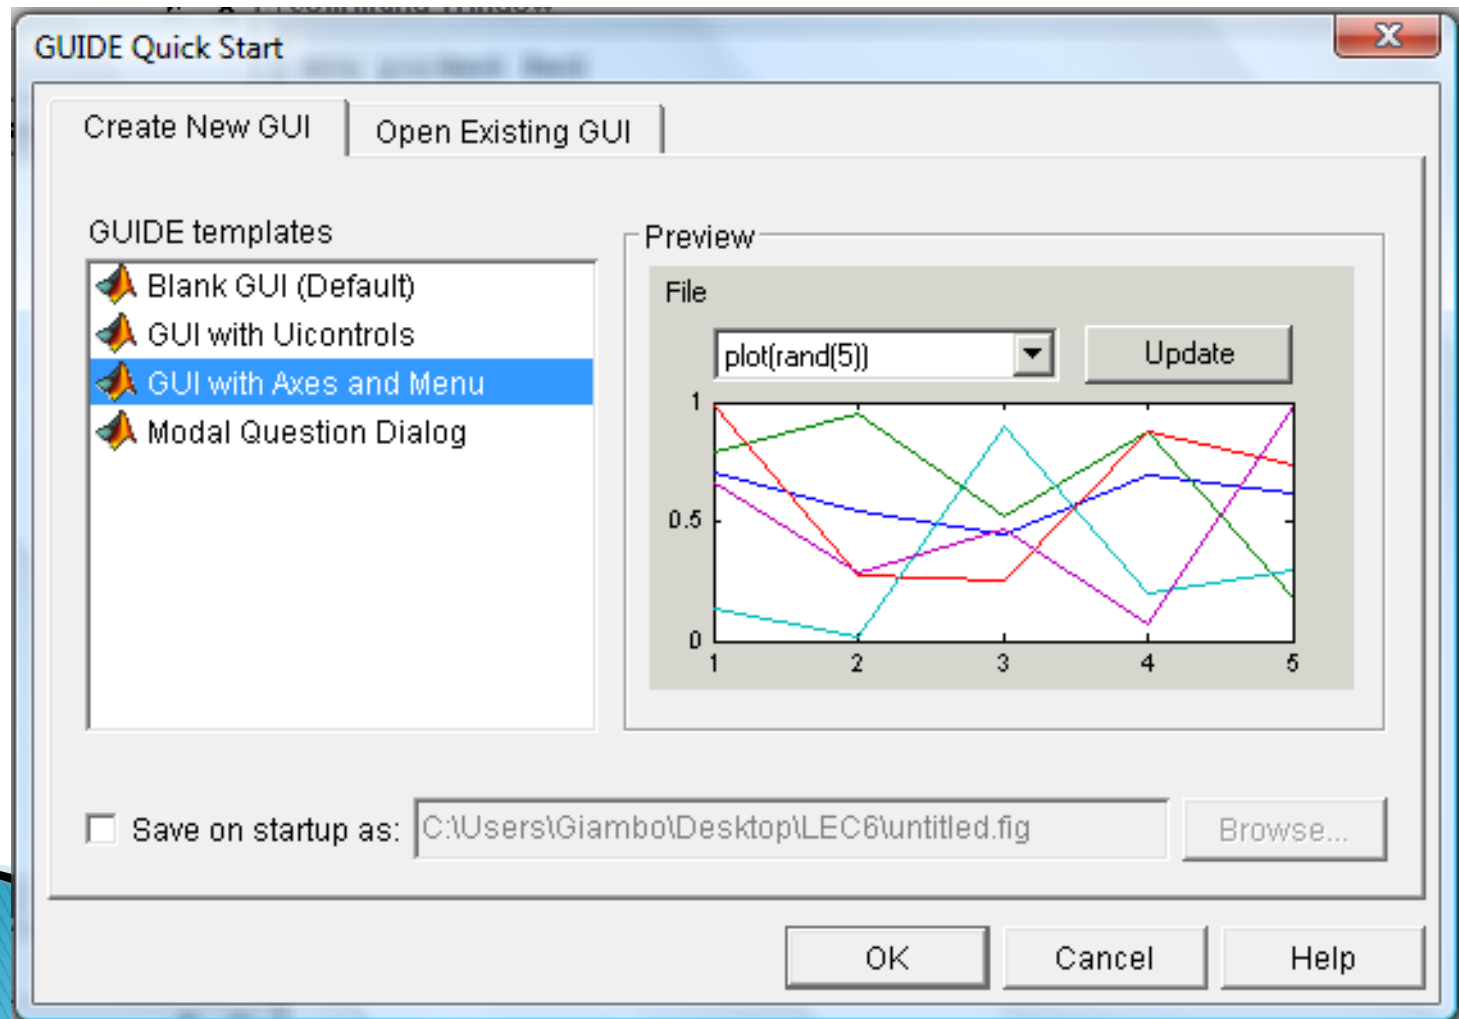 GUIDE Quick Start
Create New GUI
Open Existing GUI
GUIDE templates
Blank GUI (Default)
GUI with Uicontrols
GUI with Axes and Menu
Modal Question Dialog
Preview
File
plot(rand(5))
Update
1
0.5
0
1 2 3 4 5
Save on startup as:
C:\Users\Giambo\Desktop\LEC6\untitled.fig
Browse...
OK
Cancel
Help